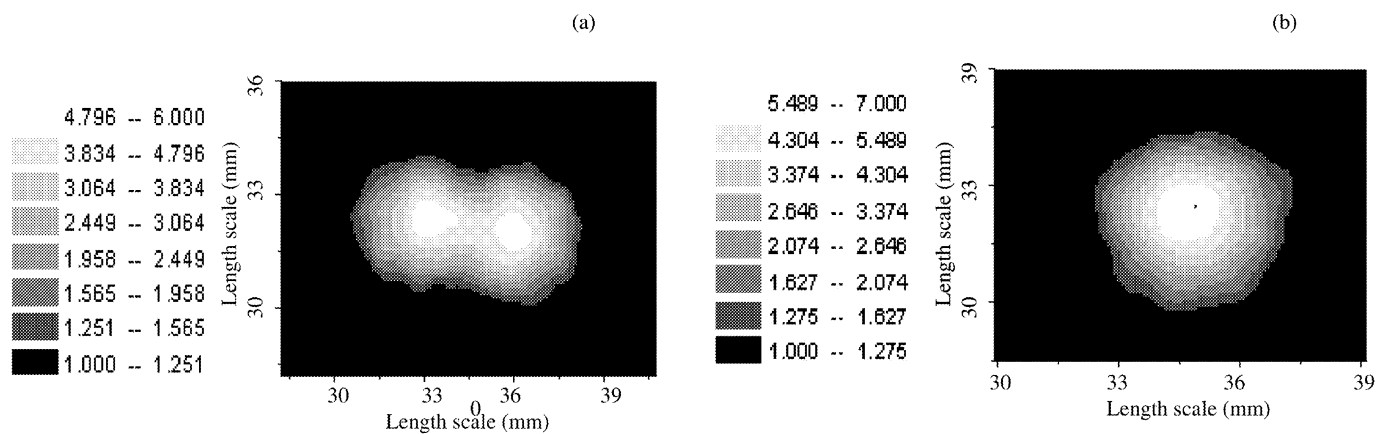 (a)
4.796 -- 6.000
3.834 -- 4.796
3.064 -- 3.834
2.449 -- 3.064
1.958 -- 2.449
1.565 -- 1.958
1.251 -- 1.565
1.000 -- 1.251
Length scale (mm)
36
33
30
30 33 36 39
0
Length scale (mm)
(b)
5.489 -- 7.000
4.304 -- 5.489
3.374 -- 4.304
2.646 -- 3.374
2.074 -- 2.646
1.627 -- 2.074
1.275 -- 1.627
1.000 -- 1.275
Length scale (mm)
39
33
30
30 33 36 39
Length scale (mm)